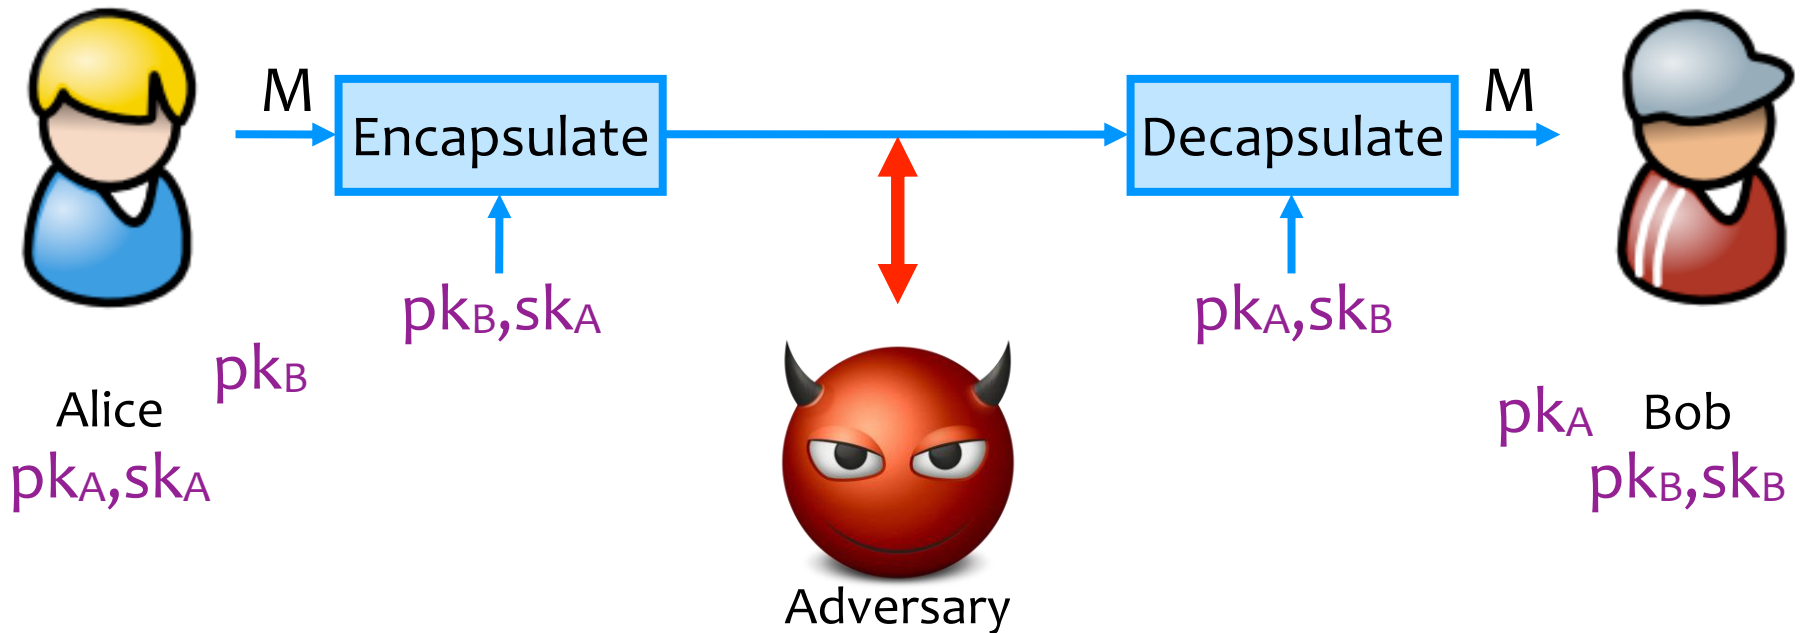 M
Encapsulate
Decapsulate
M
pkB,skA
pkA,skB
pkB
Alice
pkA,skA
pkA
Bob
pkB,skB
Adversary